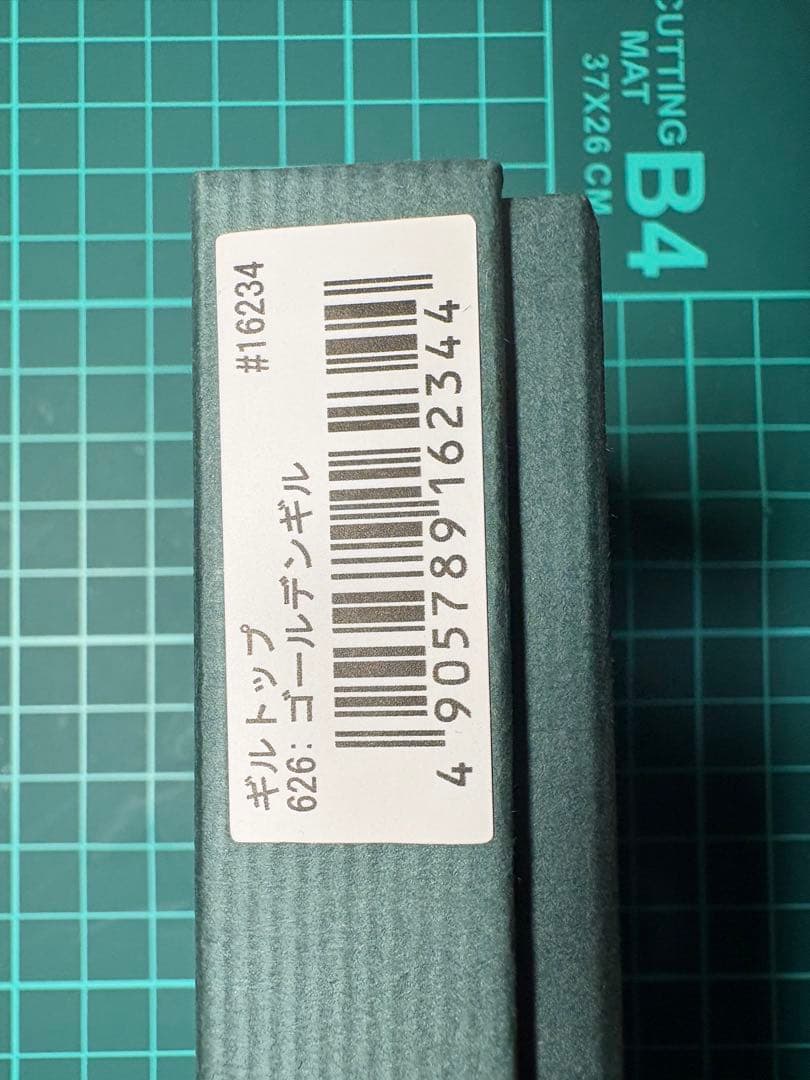 #16234
ギルトップ
626: ゴールデンギル
4 905789 162344
CUTTING
MAT
37X26 CM
B4